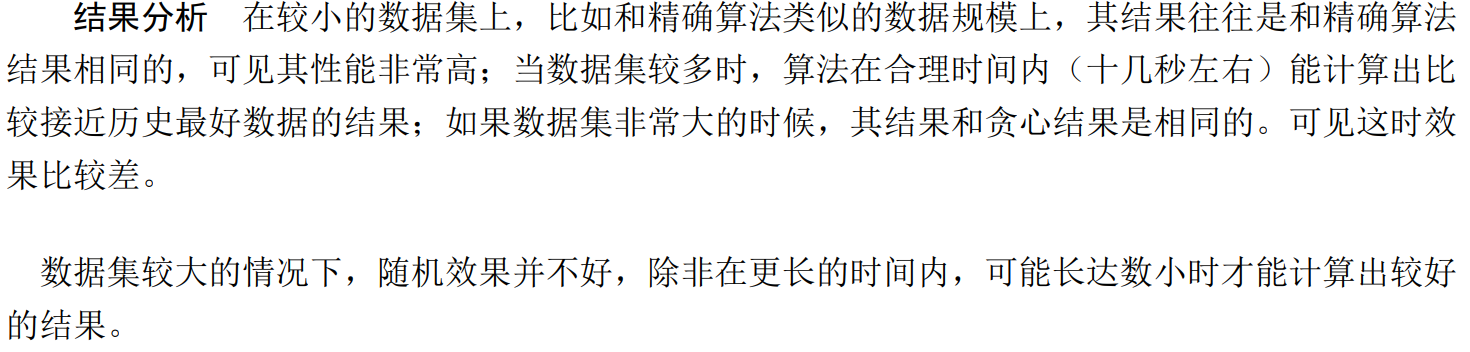 结果分析 在较小的数据集上，比如和精确算法类似的数据规模上，其结果往往是和精确算法
结果相同的，可见其性能非常高；当数据集较多时，算法在合理时间内（十几秒左右）能计算出比
较接近历史最好数据的结果；如果数据集非常大的时候，其结果和贪心结果是相同的。可见这时效
果比较差。
数据集较大的情况下，随机效果并不好，除非在更长的时间内，可能长达数小时才能计算出较好
的结果。